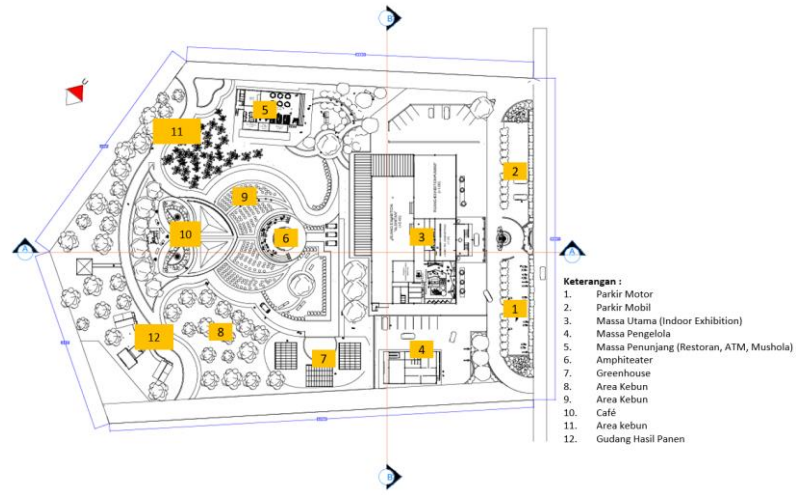 B
U
5
11
2
9
10
6
3
A
A
Keterangan :
1. Parkir Motor
2. Parkir Mobil
3. Massa Utama (Indoor Exhibition)
4. Massa Pengelola
5. Massa Penunjang (Restoran, ATM, Mushola)
6. Amphiteater
7. Greenhouse
8. Area Kebun
9. Area Kebun
10. Café
11. Area kebun
12. Gudang Hasil Panen
1
12
8
7
4
B